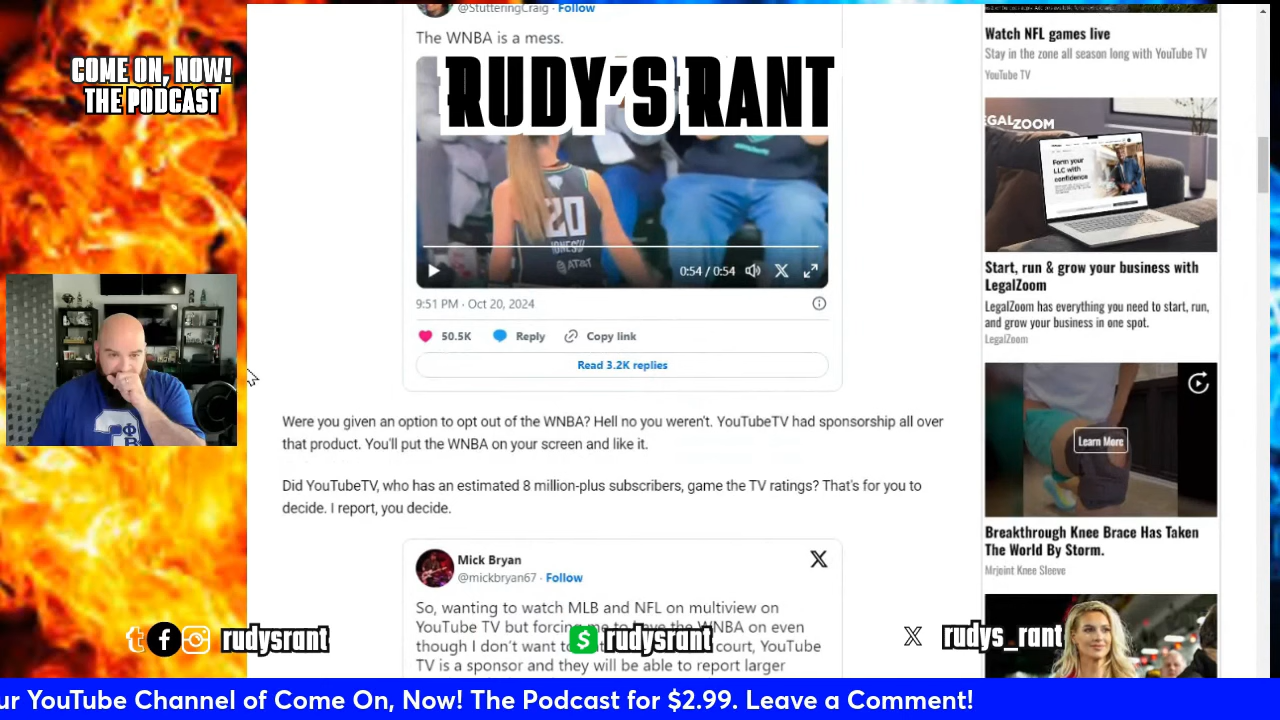 @StutteringCraig · Follow
The WNBA is a mess.
COME ON, NOW!
THE PODCAST
RUDY'S RANT
20
IONESCU
@AT&T
0:54 / 0:54
9:51 PM · Oct 20, 2024
50.5K Reply Copy link
Read 3.2K replies
Were you given an option to opt out of the WNBA? Hell no you weren't. YouTubeTV had sponsorship all over
that product. You'll put the WNBA on your screen and like it.
Did YouTubeTV, who has an estimated 8 million-plus subscribers, game the TV ratings? That's for you to
decide. I report, you decide.
Mick Bryan
@mickbryan67 · Follow
So, wanting to watch MLB and NFL on multiview on
YouTube TV but forcing me to have the WNBA on even
though I don't want to court, YouTube
TV is a sponsor and they will be able to report larger
Watch NFL games live
Stay in the zone all season long with YouTube TV
YouTube TV
EGALZOOM
Form your
LLC with
confidence
Start, run & grow your business with
LegalZoom
LegalZoom has everything you need to start, run,
and grow your business in one spot.
LegalZoom
Learn More
Breakthrough Knee Brace Has Taken
The World By Storm.
Mrjoint Knee Sleeve
rudysrant
$ rudysrant
rudys_rant
ur YouTube Channel of Come On, Now! The Podcast for $2.99. Leave a Comment!